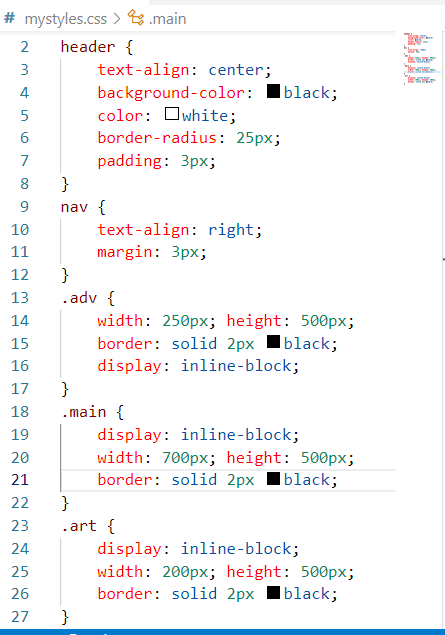 # mystyles.css > .main
2 header {
3     text-align: center;
4     background-color: black;
5     color: white;
6     border-radius: 25px;
7     padding: 3px;
8 }
9 nav {
10     text-align: right;
11     margin: 3px;
12 }
13 .adv {
14     width: 250px; height: 500px;
15     border: solid 2px black;
16     display: inline-block;
17 }
18 .main {
19     display: inline-block;
20     width: 700px; height: 500px;
21     border: solid 2px black;
22 }
23 .art {
24     display: inline-block;
25     width: 200px; height: 500px;
26     border: solid 2px black;
27 }